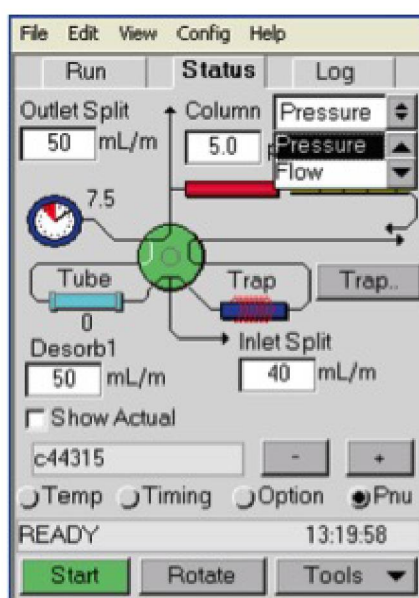 File Edit View Config Help
Run Status Log
Outlet Split Column Pressure
50 mL/m 5.0 Pressure
Flow
7.5
Tube Trap Trap..
0
Desorb1 Inlet Split
50 mL/m 40 mL/m
Show Actual
c44315 - +
Temp Timing Option Pnu
READY 13:19:58
Start Rotate Tools